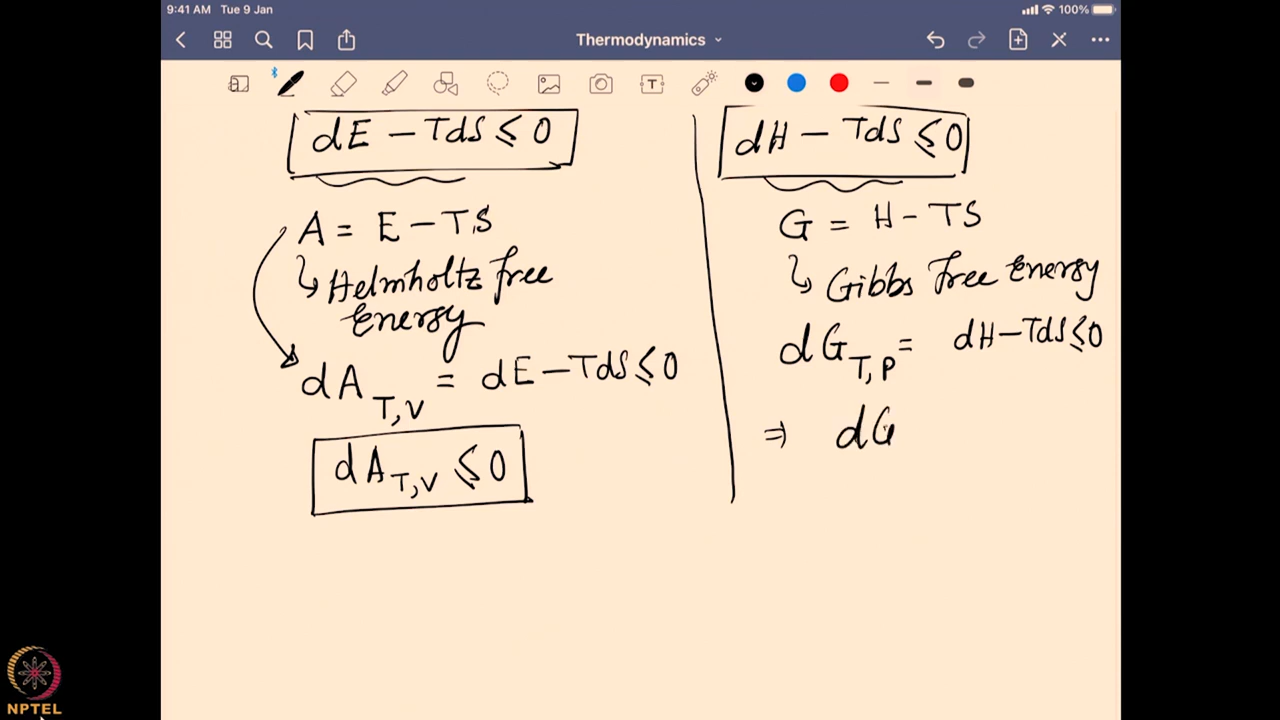 9:41 AM Tue 9 Jan
100%
Thermodynamics
T
dE – TdS ≤ 0
A = E – TS
Helmholtz free
Energy
dA_{T,V} = dE – TdS ≤ 0
dA_{T,V} ≤ 0
dH – TdS ≤ 0
G = H – TS
Gibbs free Energy
dG_{T,P} = dH – TdS ≤ 0
⇒ dG
NPTEL